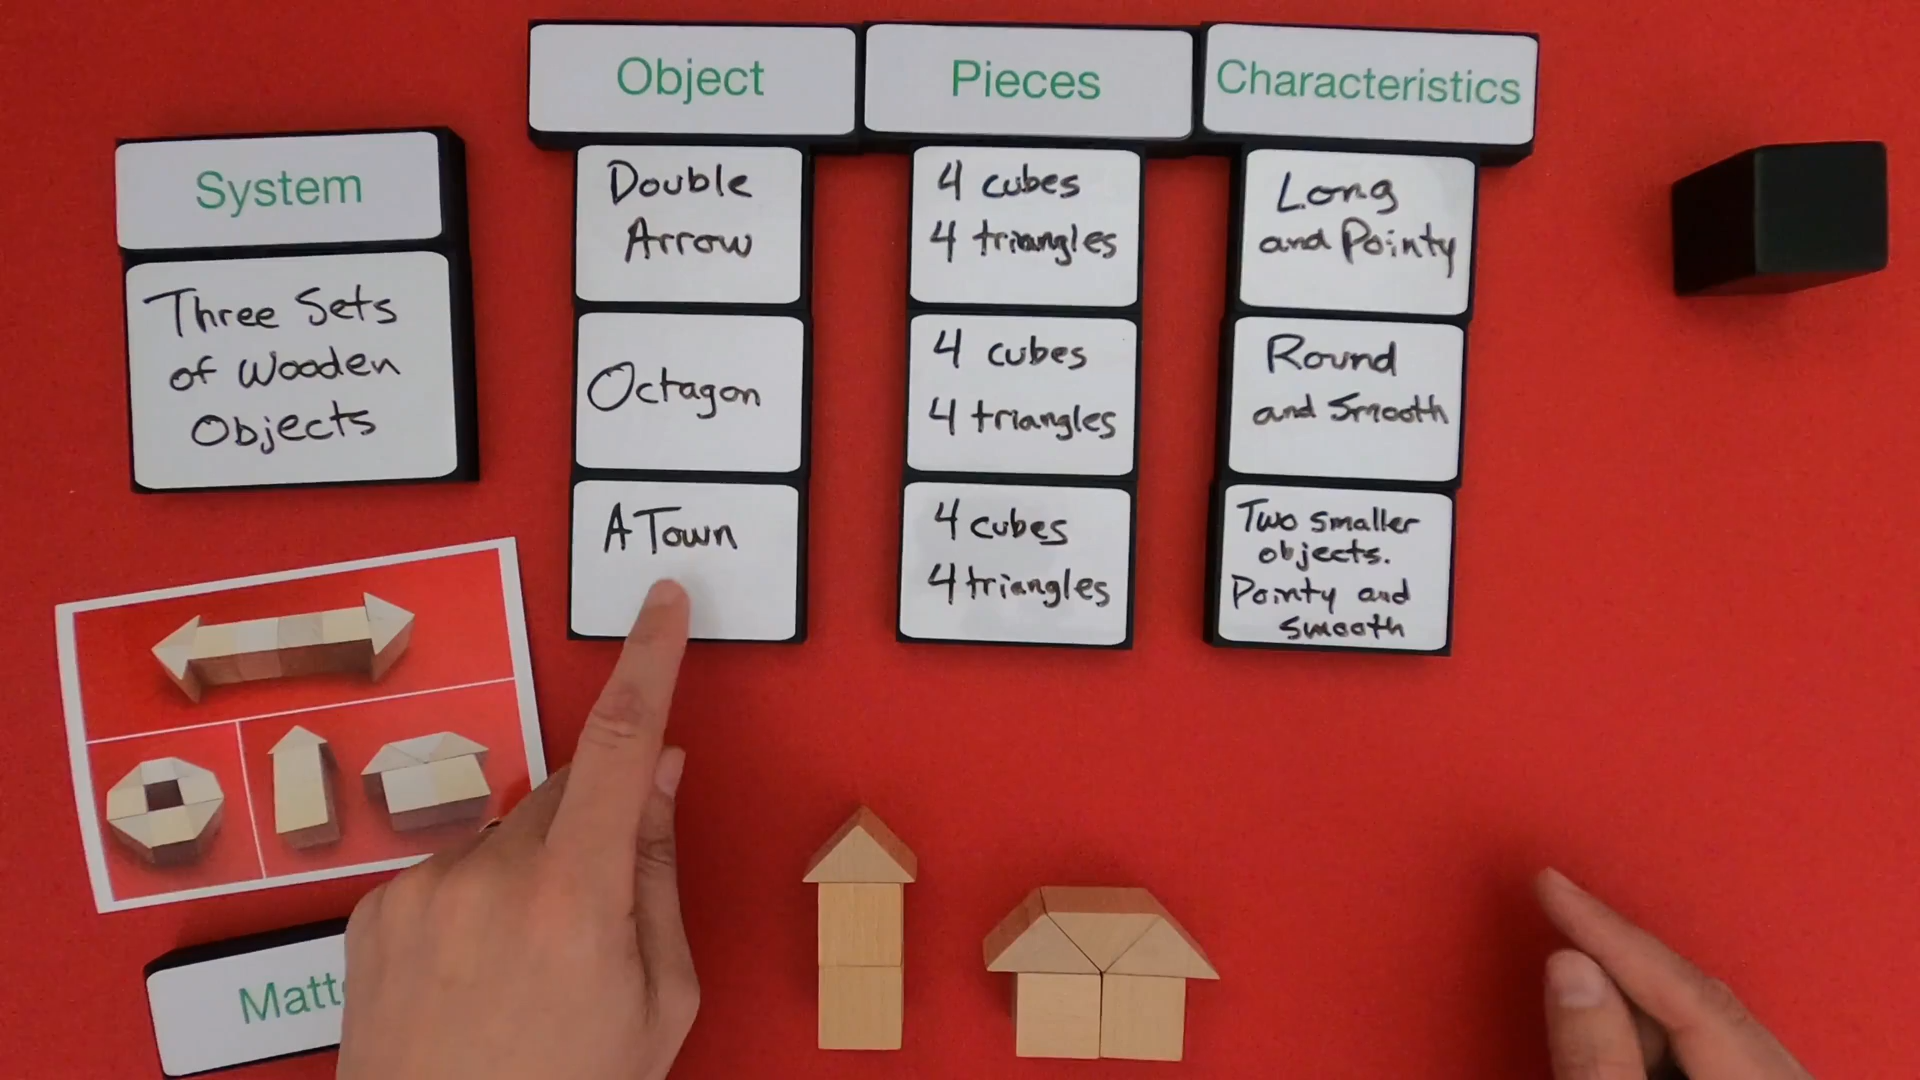 System
Three Sets
of Wooden
Objects
Object
Pieces
Characteristics
Double
Arrow
4 cubes
4 triangles
Long
and Pointy
Octagon
4 cubes
4 triangles
Round
and Smooth
A Town
4 cubes
4 triangles
Two smaller
objects.
Pointy and
smooth